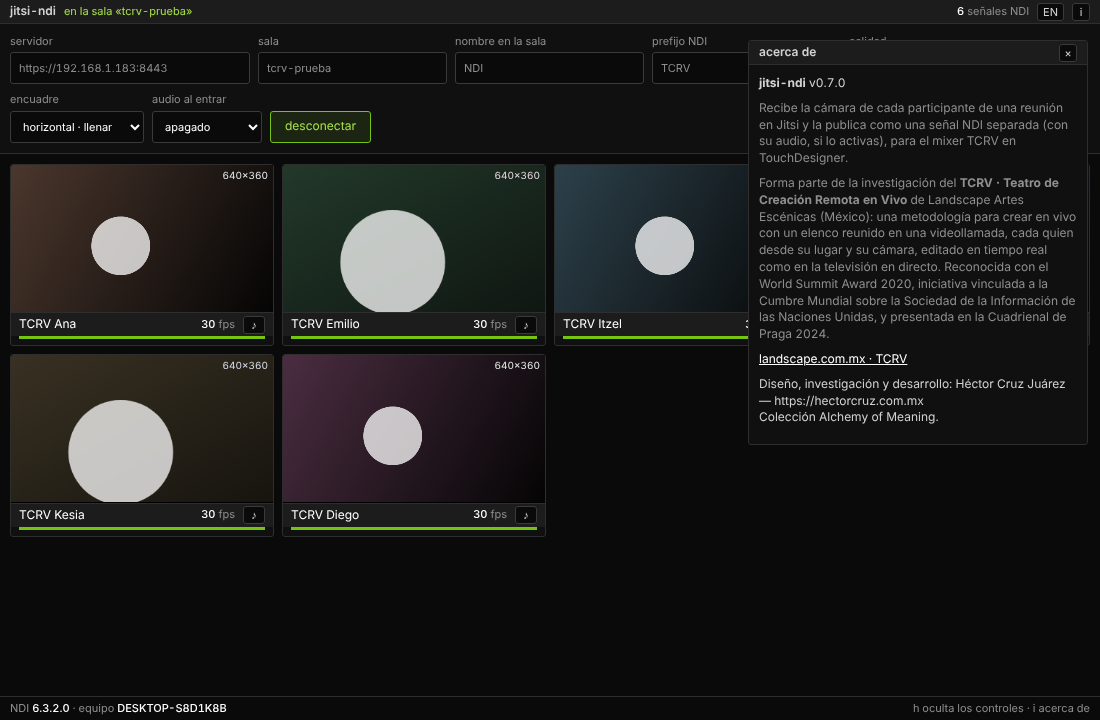 jitsi-ndi en la sala «tcrv-prueba»
6 señales NDI EN i
servidor
sala
nombre en la sala
prefijo NDI
https://192.168.1.183:8443
tcrv-prueba
NDI
TCRV
encuadre
audio al entrar
horizontal · llenar
apagado
desconectar
640×360
TCRV Ana
30 fps ♪
640×360
TCRV Emilio
30 fps ♪
TCRV Itzel
640×360
TCRV Kesia
30 fps ♪
640×360
TCRV Diego
30 fps ♪
acerca de ×
jitsi-ndi v0.7.0
Recibe la cámara de cada participante de una reunión
en Jitsi y la publica como una señal NDI separada (con
su audio, si lo activas), para el mixer TCRV en
TouchDesigner.
Forma parte de la investigación del TCRV · Teatro de
Creación Remota en Vivo de Landscape Artes
Escénicas (México): una metodología para crear en vivo
con un elenco reunido en una videollamada, cada quien
desde su lugar y su cámara, editado en tiempo real
como en la televisión en directo. Reconocida con el
World Summit Award 2020, iniciativa vinculada a la
Cumbre Mundial sobre la Sociedad de la Información de
las Naciones Unidas, y presentada en la Cuadrienal de
Praga 2024.
landscape.com.mx · TCRV
Diseño, investigación y desarrollo: Héctor Cruz Juárez
— https://hectorcruz.com.mx
Colección Alchemy of Meaning.
NDI 6.3.2.0 · equipo DESKTOP-S8D1K8B
h oculta los controles · i acerca de